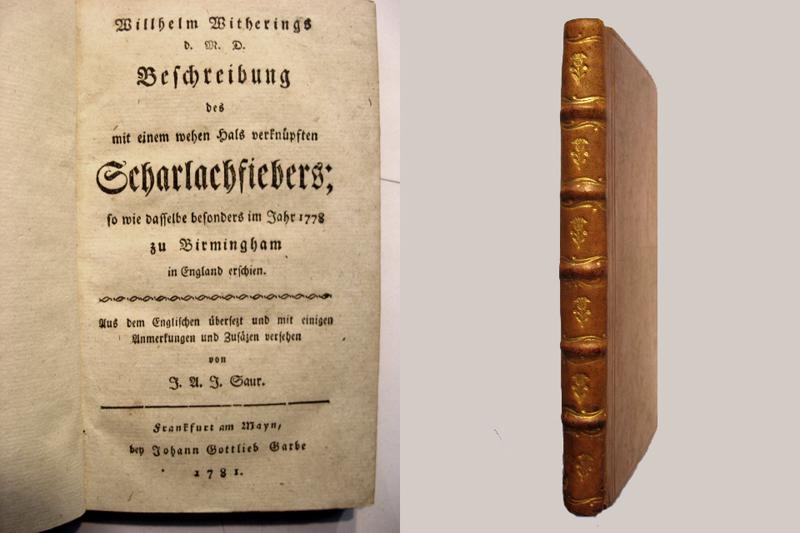 Willhelm Witherings
d. M. D.
Beſchreibung
des
mit einem wehen Hals verknüpften
Scharlachfiebers;
ſo wie daſſelbe beſonders im Jahr 1778
zu Birmingham
in England erſchien.
Aus dem Engliſchen überſezt und mit einigen
Anmerkungen und Zuſäzen verſehen
von
J. A. J. Saur.
Frankfurt am Mayn,
bey Johann Gottlieb Garbe
1781.